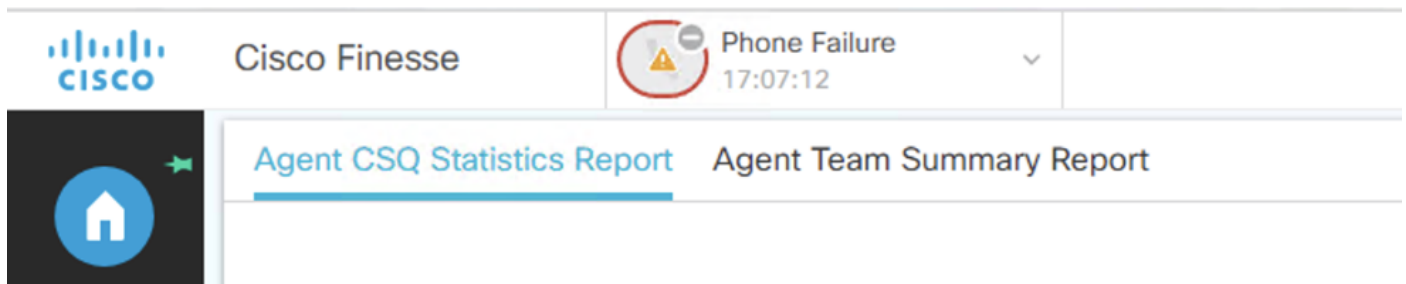 CISCO
Cisco Finesse
Phone Failure
17:07:12
Agent CSQ Statistics Report
Agent Team Summary Report